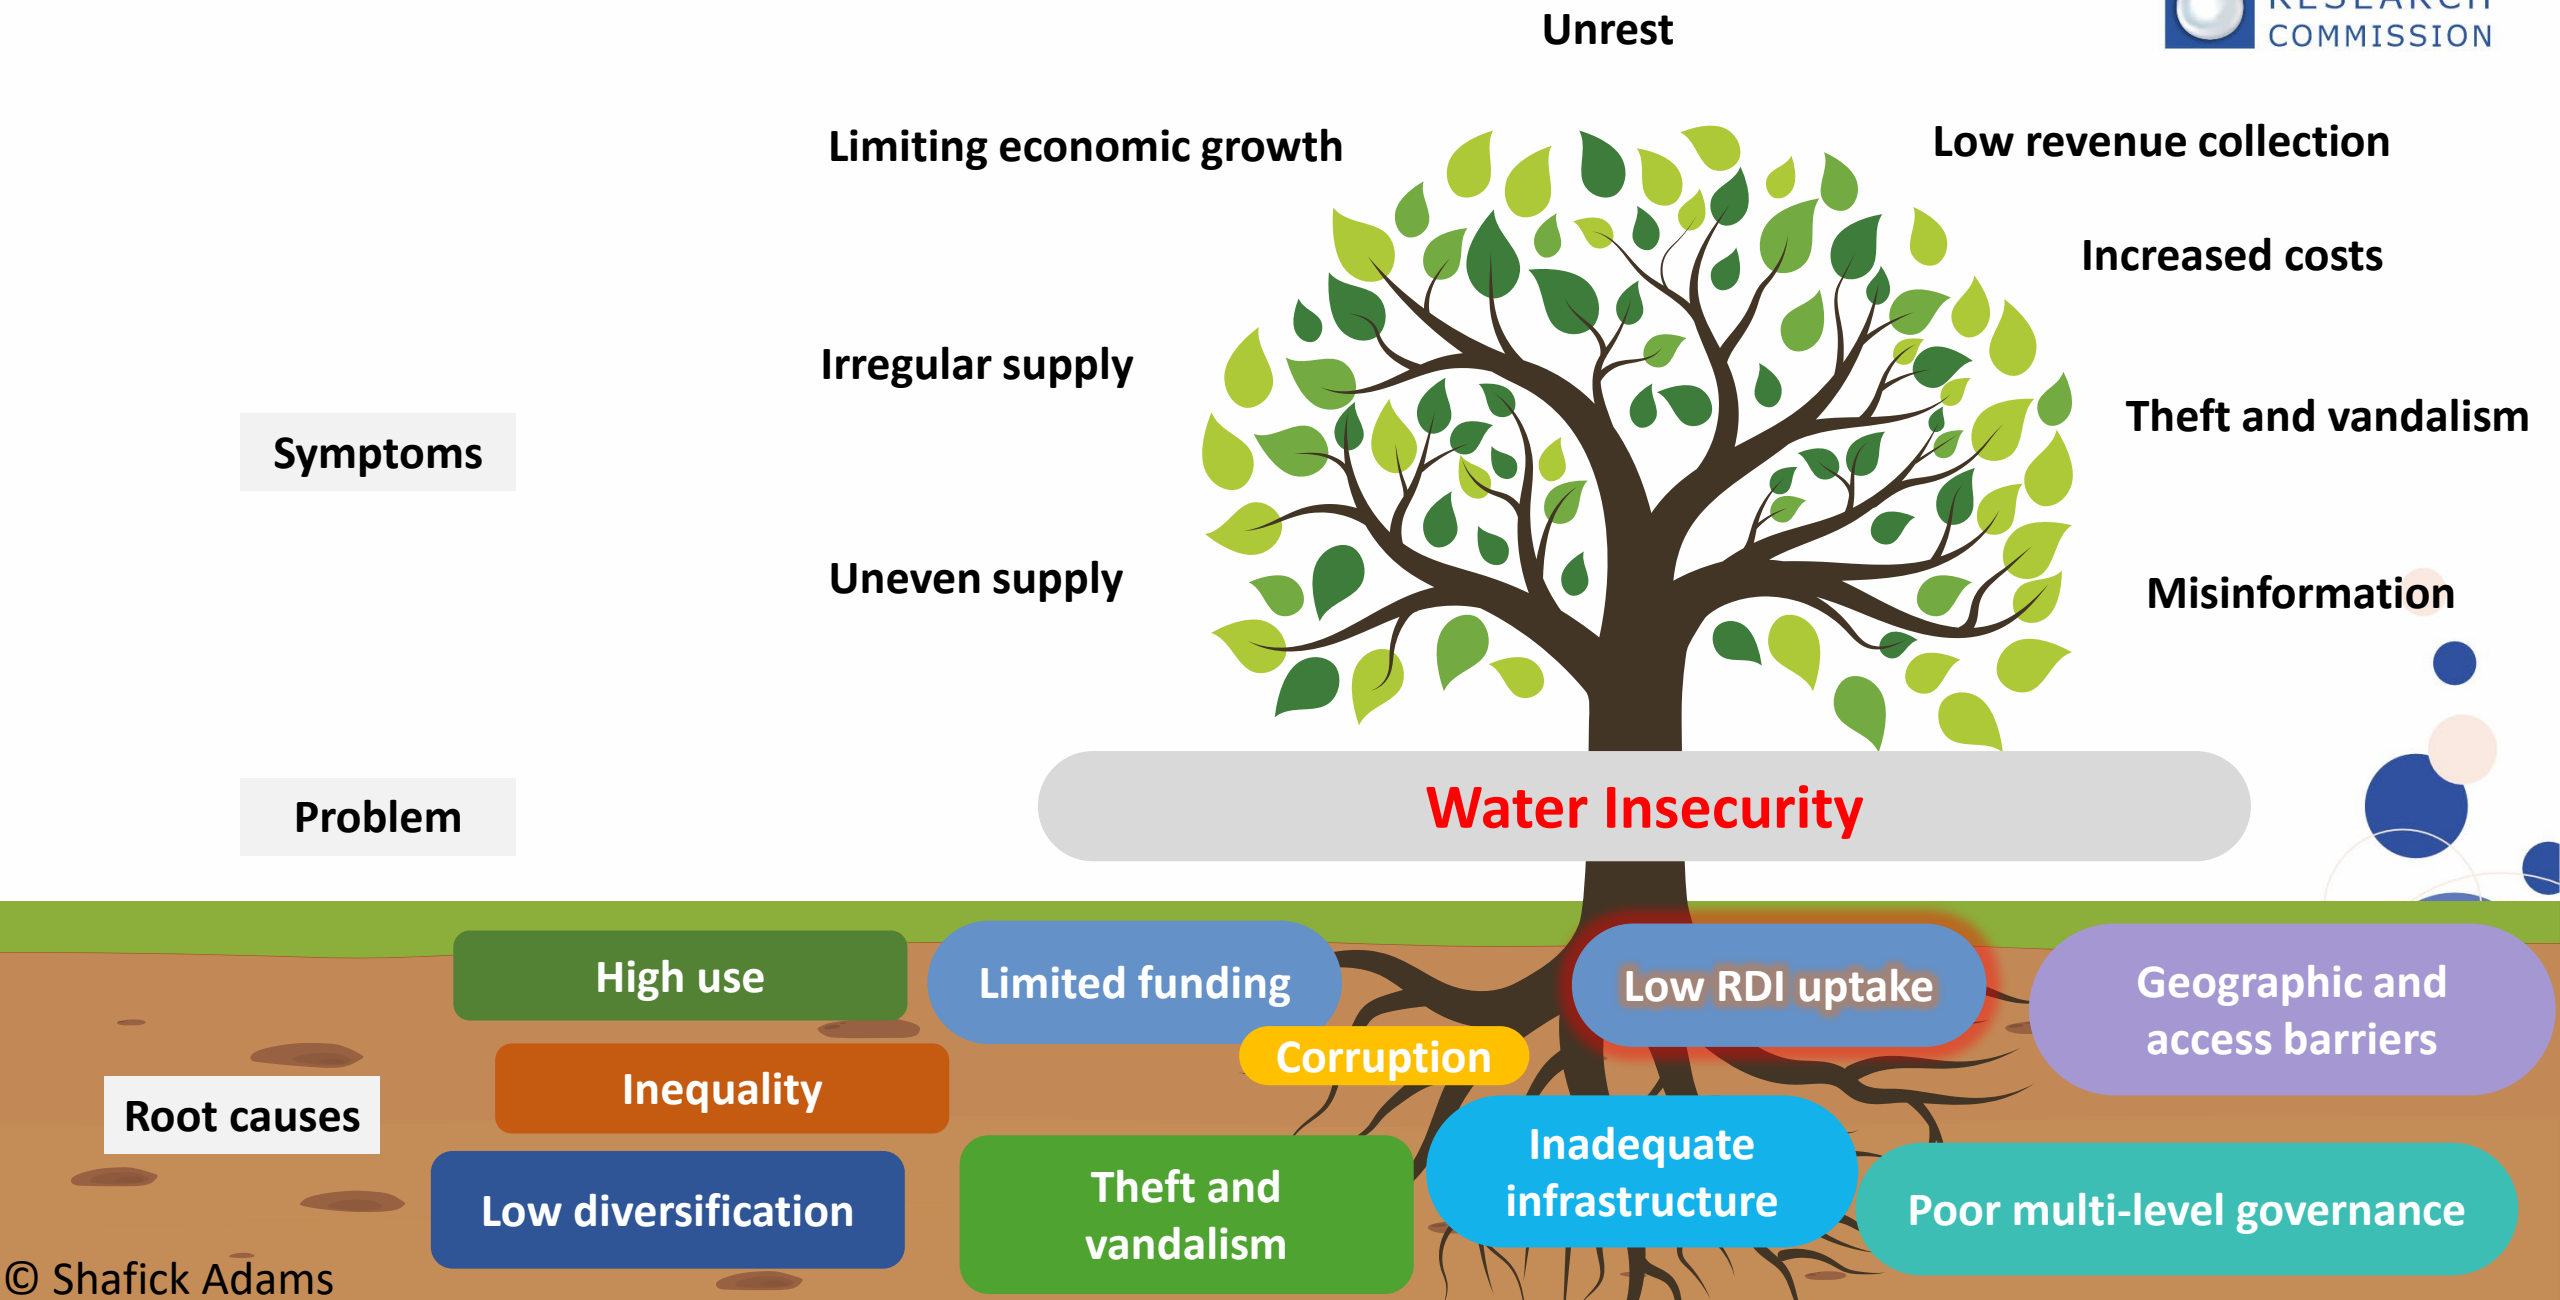 RESEARCH
COMMISSION
Unrest
Limiting economic growth
Low revenue collection
Increased costs
Irregular supply
Theft and vandalism
Symptoms
Uneven supply
Misinformation
Problem
Water Insecurity
High use
Limited funding
Low RDI uptake
Geographic and
access barriers
Corruption
Inequality
Root causes
Inadequate
infrastructure
Low diversification
Theft and
vandalism
Poor multi-level governance
© Shafick Adams